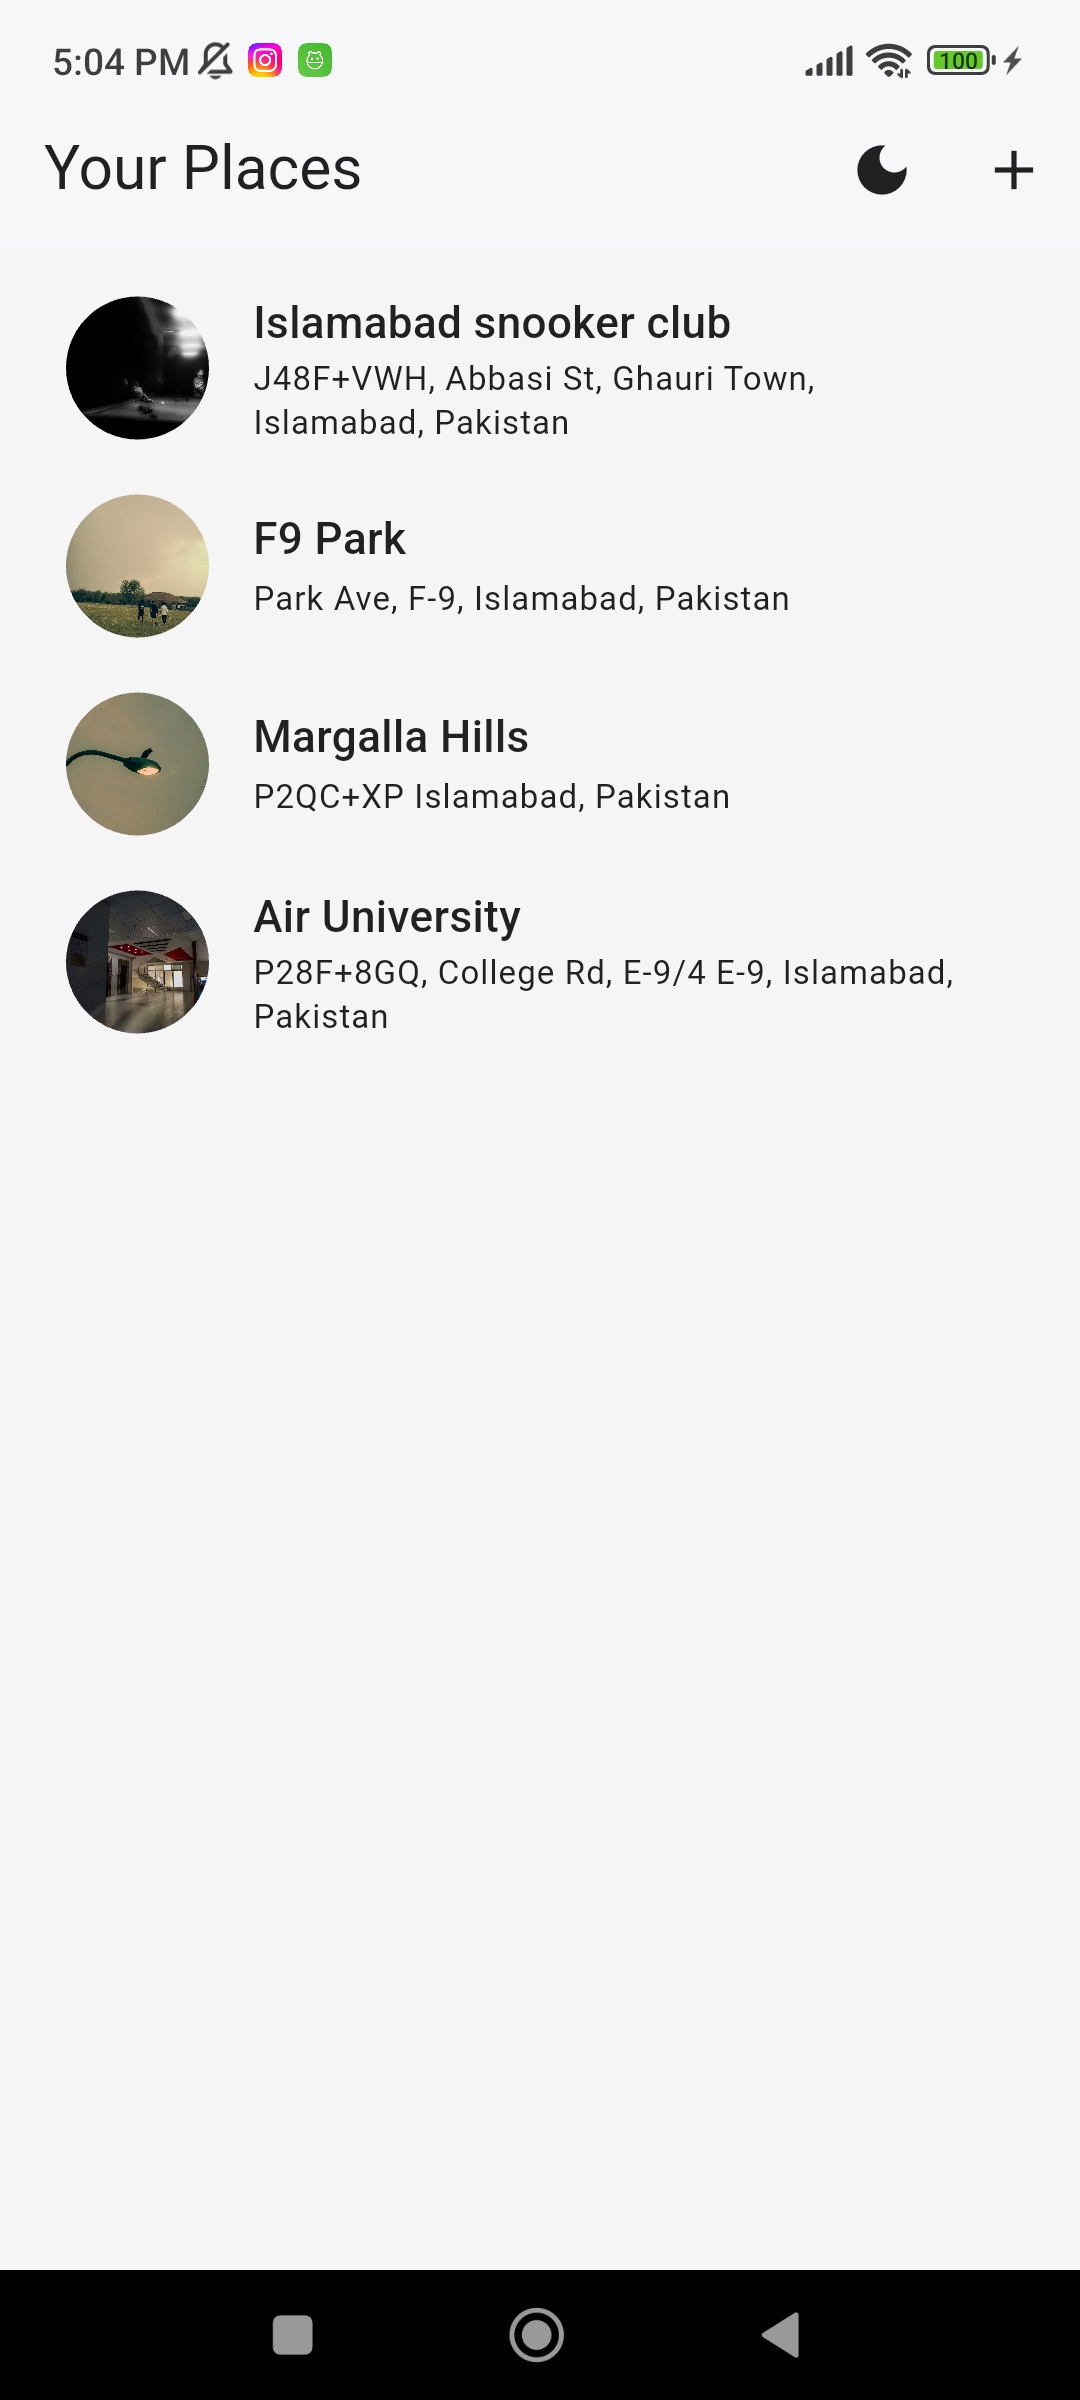 5:04 PM
100
Your Places
Islamabad snooker club
J48F+VWH, Abbasi St, Ghauri Town,
Islamabad, Pakistan
F9 Park
Park Ave, F-9, Islamabad, Pakistan
Margalla Hills
P2QC+XP Islamabad, Pakistan
Air University
P28F+8GQ, College Rd, E-9/4 E-9, Islamabad,
Pakistan